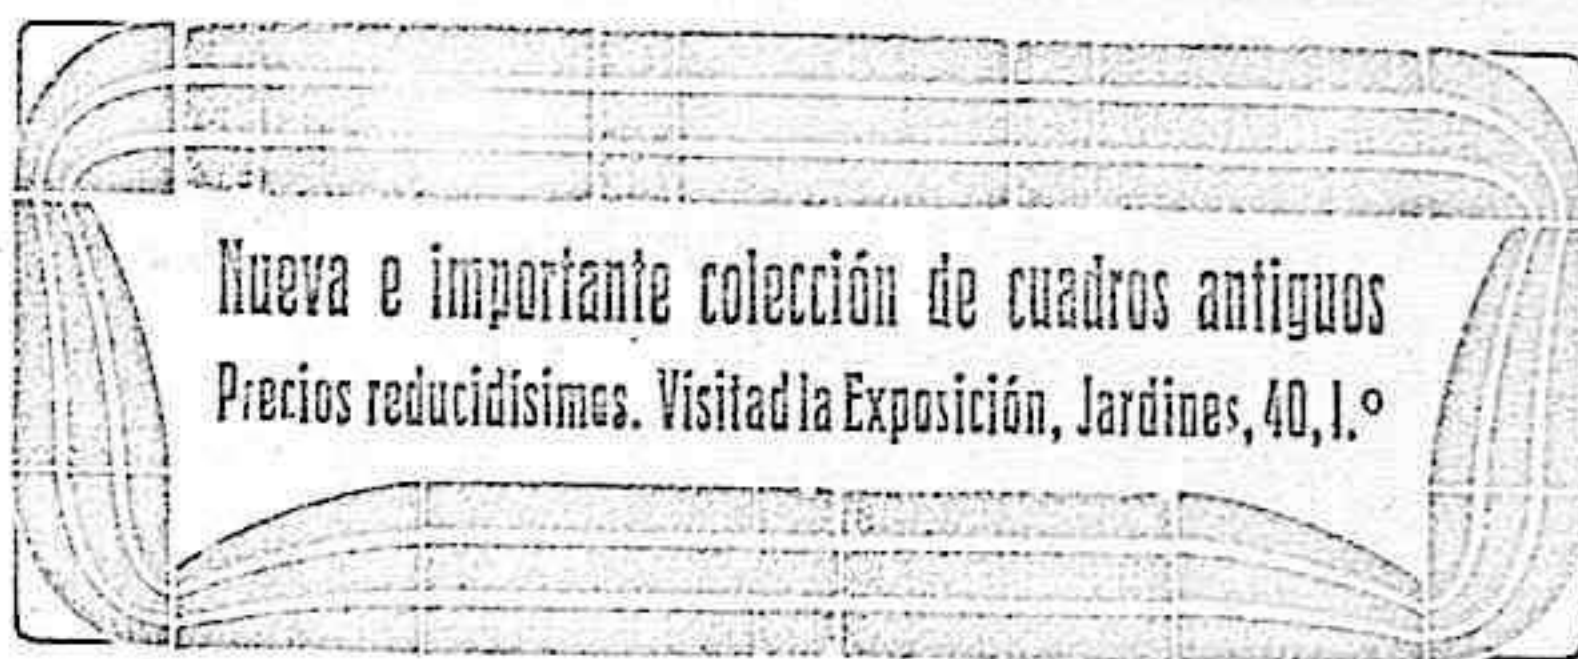 Nueva e importante colección de cuadros antiguos
Precios reducidísimos. Visitad la Exposición, Jardines, 40, 1.º